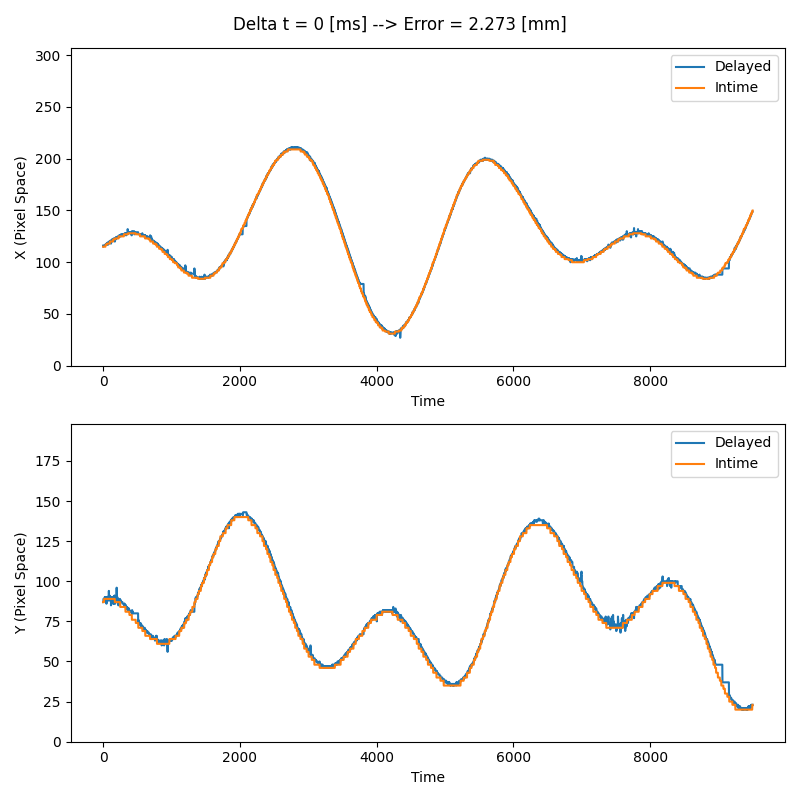 Delta t = 0 [ms] --> Error = 2.273 [mm]
300
250
200
150
100
50
0
X (Pixel Space)
Delayed
Intime
0 2000 4000 6000 8000
Time
175
150
125
100
75
50
25
0
Y (Pixel Space)
Delayed
Intime
0 2000 4000 6000 8000
Time